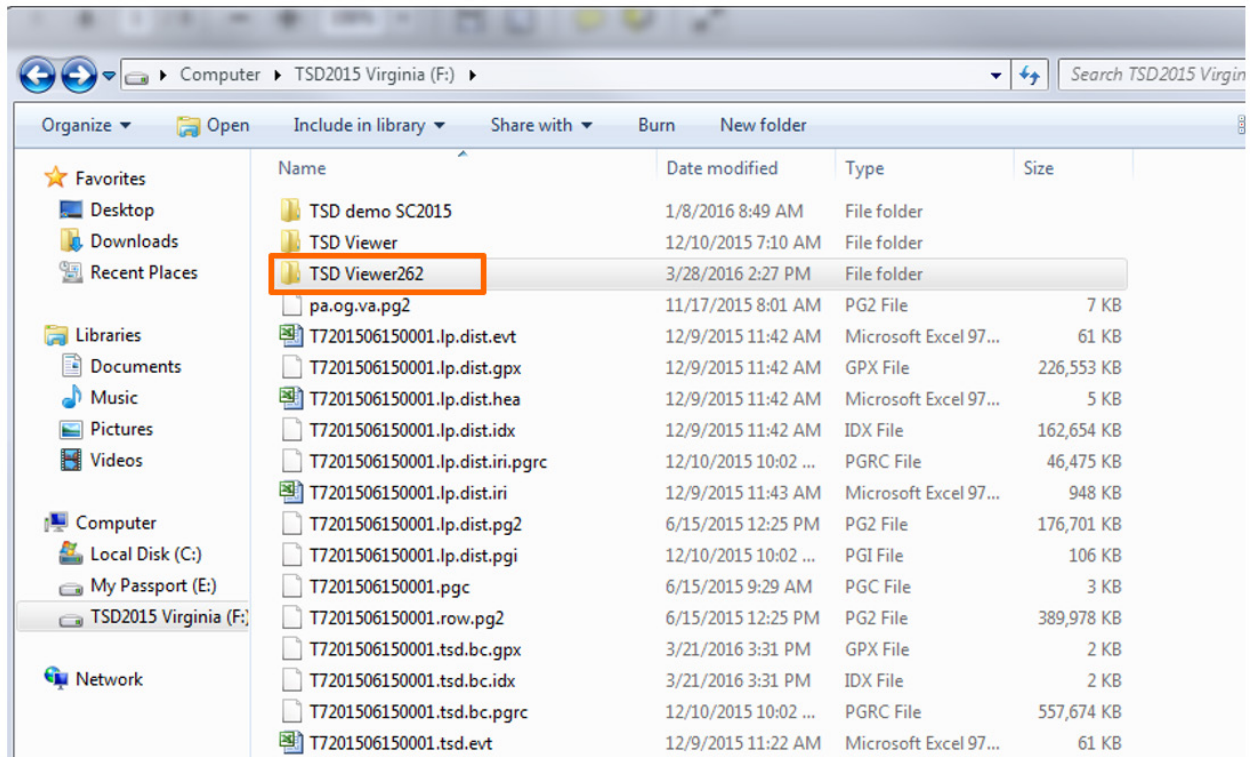 Computer ▸ TSD2015 Virginia (F:) ▸ Search TSD2015 Virgin
Organize Open Include in library Share with Burn New folder
Name Date modified Type Size
Favorites
Desktop
Downloads
Recent Places
Libraries
Documents
Music
Pictures
Videos
Computer
Local Disk (C:)
My Passport (E:)
TSD2015 Virginia (F:)
Network
TSD demo SC2015 1/8/2016 8:49 AM File folder
TSD Viewer 12/10/2015 7:10 AM File folder
TSD Viewer262 3/28/2016 2:27 PM File folder
pa.og.va.pg2 11/17/2015 8:01 AM PG2 File 7 KB
T7201506150001.lp.dist.evt 12/9/2015 11:42 AM Microsoft Excel 97... 61 KB
T7201506150001.lp.dist.gpx 12/9/2015 11:42 AM GPX File 226,553 KB
T7201506150001.lp.dist.hea 12/9/2015 11:42 AM Microsoft Excel 97... 5 KB
T7201506150001.lp.dist.idx 12/9/2015 11:42 AM IDX File 162,654 KB
T7201506150001.lp.dist.iri.pgrc 12/10/2015 10:02 ... PGRC File 46,475 KB
T7201506150001.lp.dist.iri 12/9/2015 11:43 AM Microsoft Excel 97... 948 KB
T7201506150001.lp.dist.pg2 6/15/2015 12:25 PM PG2 File 176,701 KB
T7201506150001.lp.dist.pgi 12/10/2015 10:02 ... PGI File 106 KB
T7201506150001.pgc 6/15/2015 9:29 AM PGC File 3 KB
T7201506150001.row.pg2 6/15/2015 12:25 PM PG2 File 389,978 KB
T7201506150001.tsd.bc.gpx 3/21/2016 3:31 PM GPX File 2 KB
T7201506150001.tsd.bc.idx 3/21/2016 3:31 PM IDX File 2 KB
T7201506150001.tsd.bc.pgrc 12/10/2015 10:02 ... PGRC File 557,674 KB
T7201506150001.tsd.evt 12/9/2015 11:22 AM Microsoft Excel 97... 61 KB